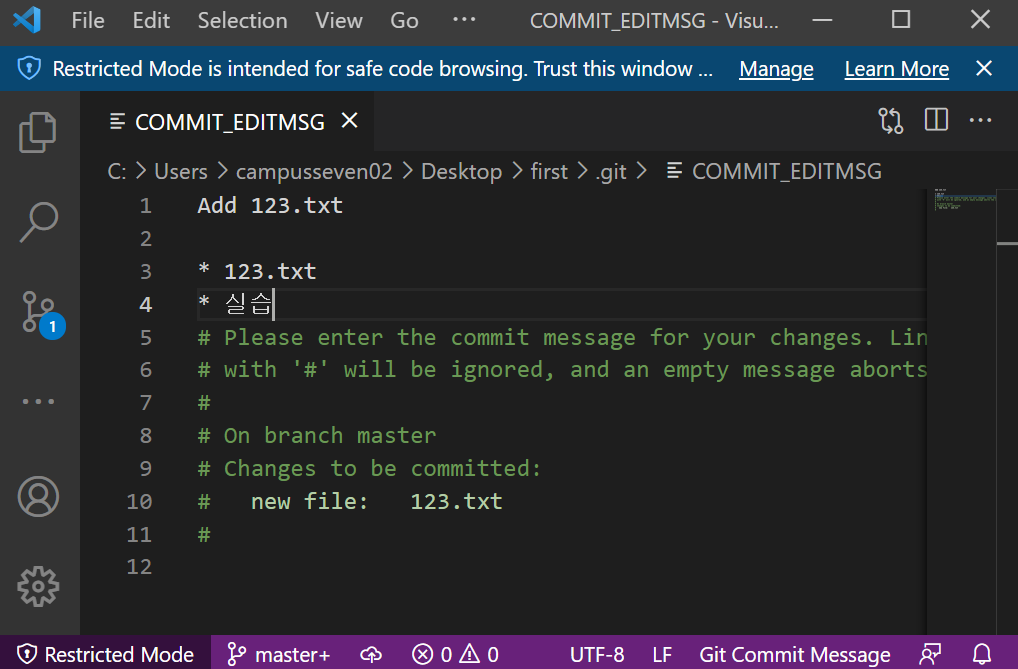 File Edit Selection View Go ··· COMMIT_EDITMSG - Visu...
Restricted Mode is intended for safe code browsing. Trust this window ... Manage Learn More
COMMIT_EDITMSG
C: > Users > campusseven02 > Desktop > first > .git > COMMIT_EDITMSG
1 Add 123.txt
2
3 * 123.txt
4 * 실습
1
5 # Please enter the commit message for your changes. Lin
6 # with '#' will be ignored, and an empty message aborts
7 #
8 # On branch master
9 # Changes to be committed:
10 #   new file:   123.txt
11 #
12
Restricted Mode master+ 0 0 UTF-8 LF Git Commit Message